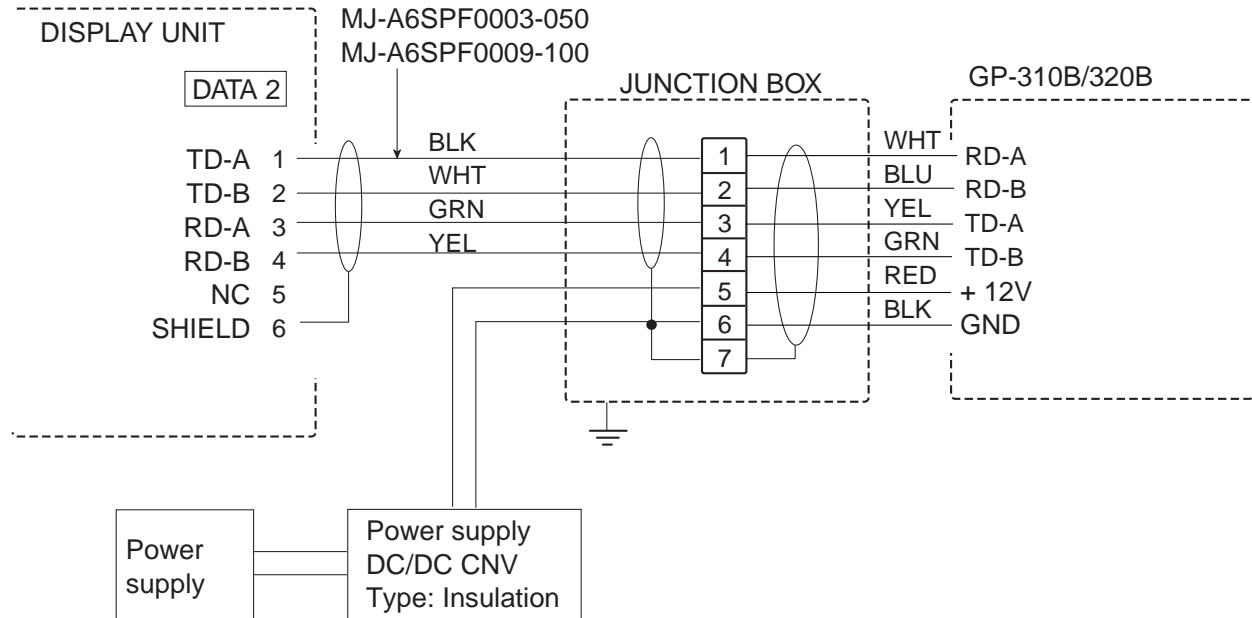 DISPLAY UNIT
MJ-A6SPF0003-050
MJ-A6SPF0009-100
DATA 2
JUNCTION BOX
GP-310B/320B
TD-A 1 BLK 1 WHT RD-A
TD-B 2 WHT 2 BLU RD-B
RD-A 3 GRN 3 YEL TD-A
RD-B 4 YEL 4 GRN TD-B
NC 5 5 RED + 12V
SHIELD 6 6 BLK GND
7
Power
supply
Power supply
DC/DC CNV
Type: Insulation